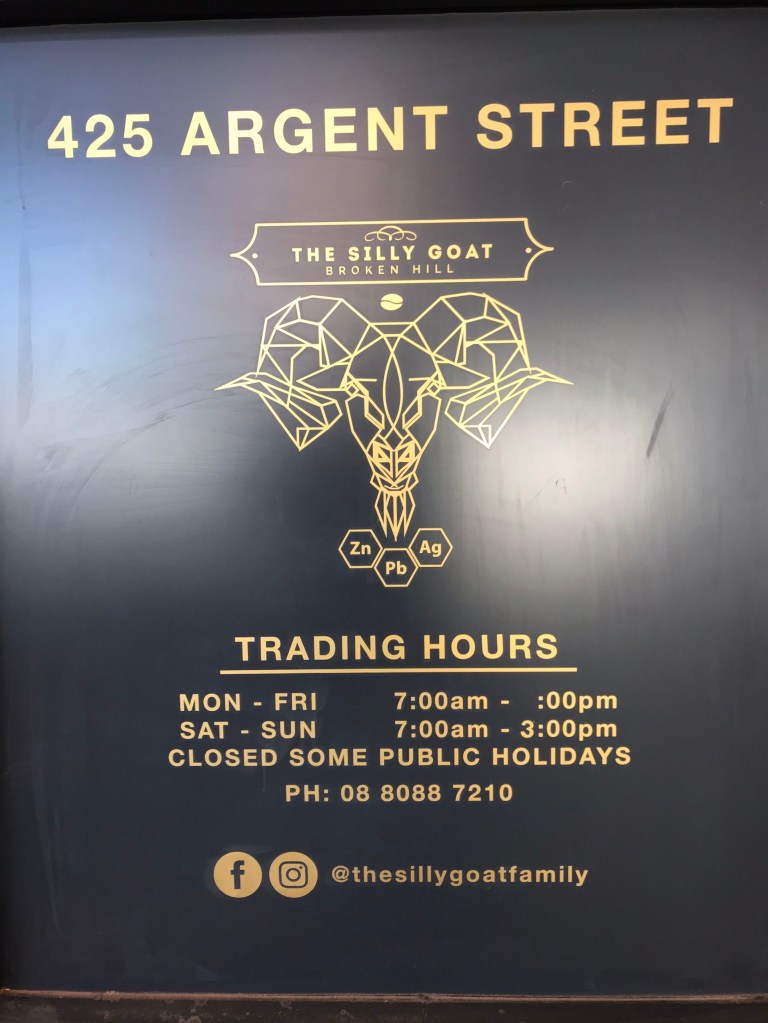 425 ARGENT STREET
THE SILLY GOAT
BROKEN HILL
Zn Pb Ag
TRADING HOURS
MON - FRI 7:00am - :00pm
SAT - SUN 7:00am - 3:00pm
CLOSED SOME PUBLIC HOLIDAYS
PH: 08 8088 7210
@thesillygoatfamily